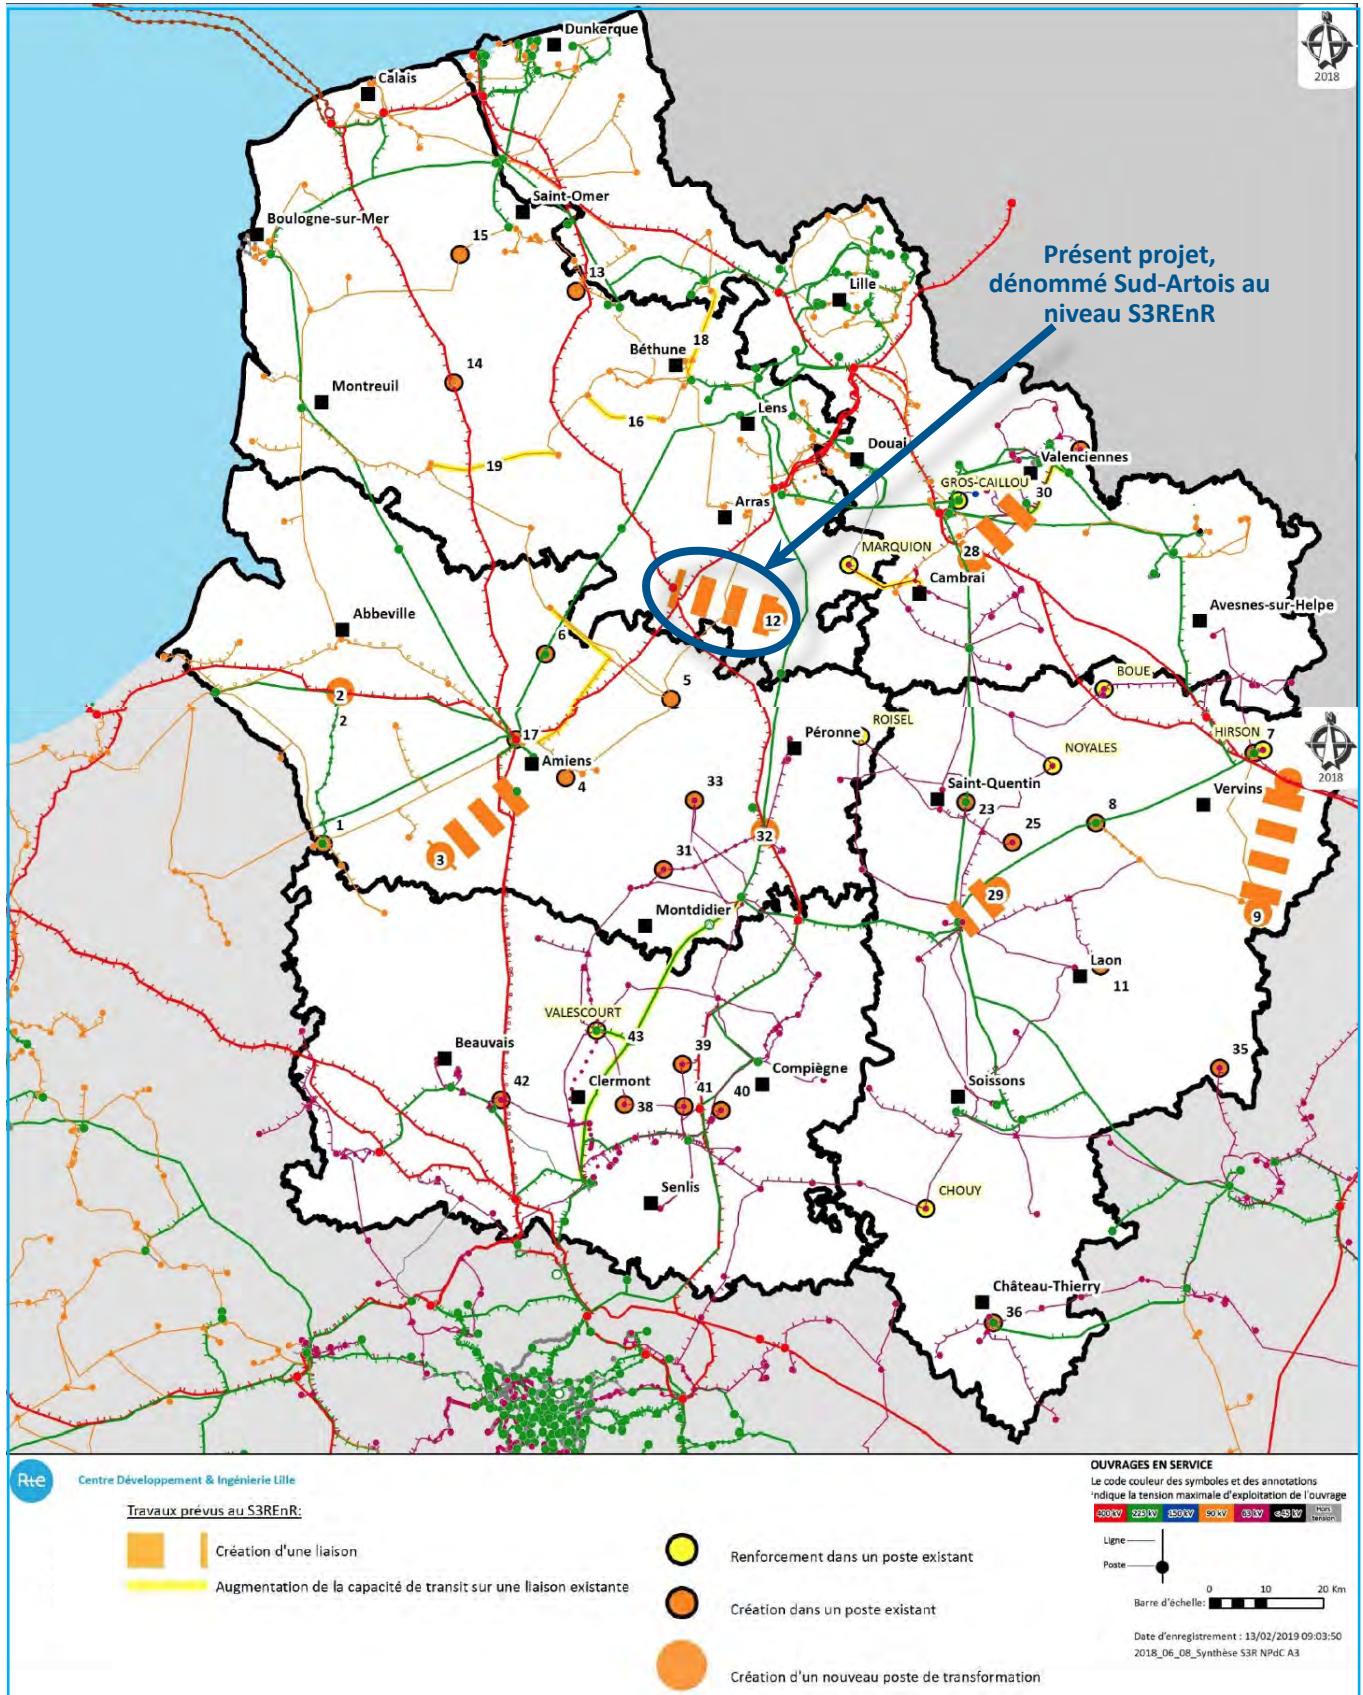 Dunkerque
2018
Calais
Saint-Omer
Boulogne-sur-Mer
15
13
Présent projet,
dénommé Sud-Artois au
niveau S3REnR
Lille
18
Béthune
14
Montreuil
16
Lens
19
Douai
Valenciennes
GROS-CAILLOU
30
Arras
MARQUION
28
Cambrai
Abbeville
12
Avesnes-sur-Helpe
6
BOUE
2
5
2
ROISEL
HIRSON
7
17
Péronne
NOYALES
2018
Amiens
4
33
Saint-Quentin
Vervins
23
8
1
32
25
3
31
29
Montdidier
9
Laon
11
VALESCOURT
43
Beauvais
39
35
Compiègne
42
Clermont
41
40
38
Soissons
Senlis
CHOUY
Château-Thierry
36
Rte
Centre Développement & Ingénierie Lille
Travaux prévus au S3REnR:
Création d'une liaison
Augmentation de la capacité de transit sur une liaison existante
Renforcement dans un poste existant
Création dans un poste existant
Création d'un nouveau poste de transformation
OUVRAGES EN SERVICE
Le code couleur des symboles et des annotations
indique la tension maximale d'exploitation de l'ouvrage
400 kV 225 kV 150 kV 90 kV 63 kV < 45 kV Hors tension
Ligne
Poste
0 10 20 Km
Barre d'échelle:
Date d'enregistrement : 13/02/2019 09:03:50
2018_06_08_Synthèse S3R NPdC A3